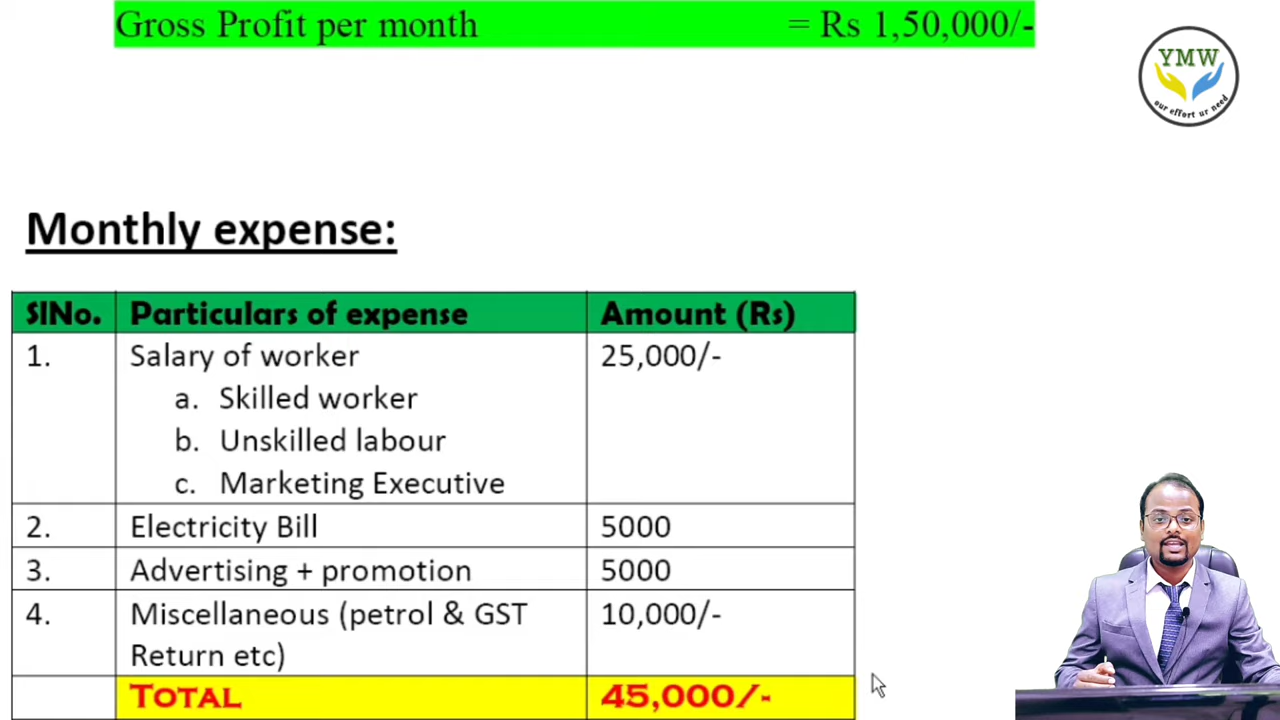 Gross Profit per month = Rs 1,50,000/-
YMW
our effort ur need
Monthly expense:
SlNo. Particulars of expense Amount (Rs)
1. Salary of worker 25,000/-
a. Skilled worker
b. Unskilled labour
c. Marketing Executive
2. Electricity Bill 5000
3. Advertising + promotion 5000
4. Miscellaneous (petrol & GST 10,000/-
Return etc)
TOTAL 45,000/-